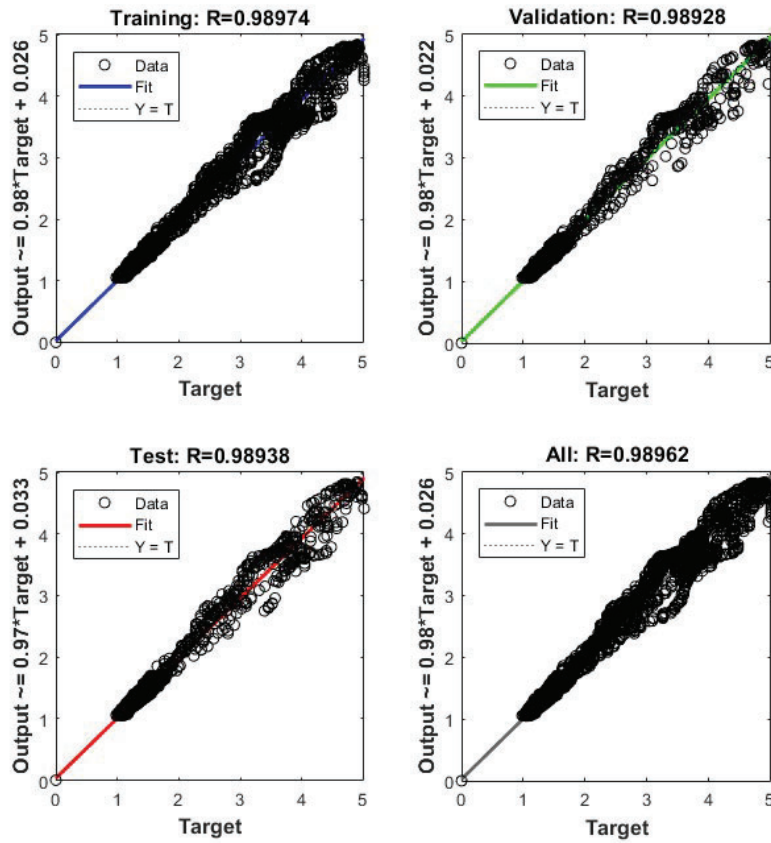 Training: R=0.98974
Output ~= 0.98*Target + 0.026
5
4
3
2
1
0
Data
Fit
Y = T
0 1 2 3 4 5
Target
Validation: R=0.98928
Output ~= 0.98*Target + 0.022
5
4
3
2
1
0
Data
Fit
Y = T
0 1 2 3 4 5
Target
Test: R=0.98938
Output ~= 0.97*Target + 0.033
5
4
3
2
1
0
Data
Fit
Y = T
0 1 2 3 4 5
Target
All: R=0.98962
Output ~= 0.98*Target + 0.026
5
4
3
2
1
0
Data
Fit
Y = T
0 1 2 3 4 5
Target